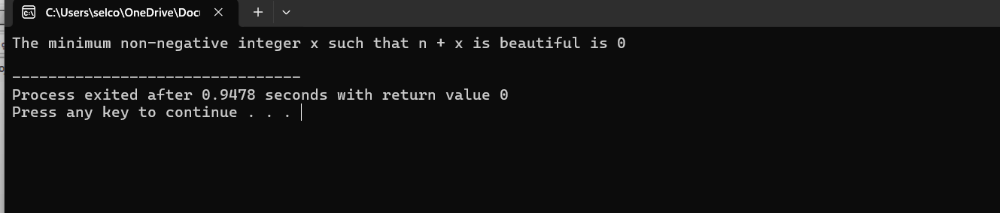 C:\Users\selco\OneDrive\Docu
The minimum non-negative integer x such that n + x is beautiful is 0
--------------------------------
Process exited after 0.9478 seconds with return value 0
Press any key to continue . . .